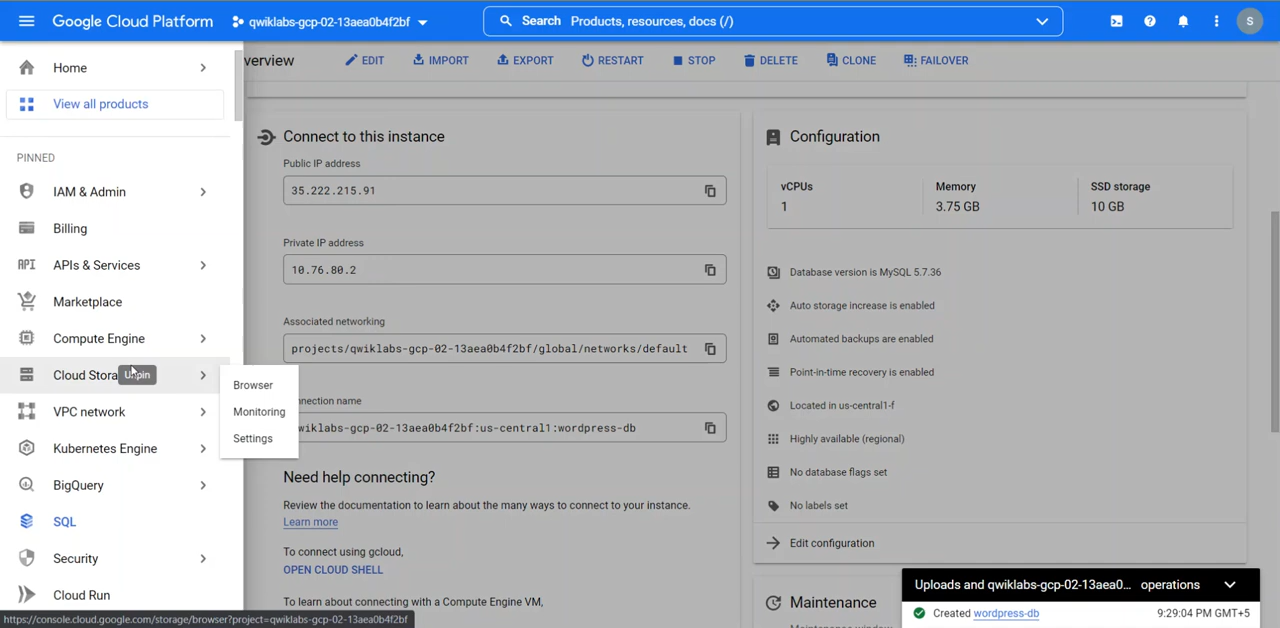 Google Cloud Platform
qwiklabs-gcp-02-13aea0b4f2bf
Search Products, resources, docs (/)
S
Home
View all products
PINNED
IAM & Admin
Billing
API APIs & Services
Marketplace
Compute Engine
Cloud Stora
Unpin
VPC network
Kubernetes Engine
BigQuery
SQL
Security
Cloud Run
Browser
Monitoring
Settings
verview
EDIT
IMPORT
EXPORT
RESTART
STOP
DELETE
CLONE
FAILOVER
Connect to this instance
Public IP address
35.222.215.91
Private IP address
10.76.80.2
Associated networking
projects/qwiklabs-gcp-02-13aea0b4f2bf/global/networks/default
nnection name
wiklabs-gcp-02-13aea0b4f2bf:us-central1:wordpress-db
Need help connecting?
Review the documentation to learn about the many ways to connect to your instance.
Learn more
To connect using gcloud,
OPEN CLOUD SHELL
To learn about connecting with a Compute Engine VM,
Configuration
vCPUs
1
Memory
3.75 GB
SSD storage
10 GB
Database version is MySQL 5.7.36
Auto storage increase is enabled
Automated backups are enabled
Point-in-time recovery is enabled
Located in us-central1-f
Highly available (regional)
No database flags set
No labels set
Edit configuration
Maintenance
Uploads and qwiklabs-gcp-02-13aea0... operations
Created wordpress-db
9:29:04 PM GMT+5
https://console.cloud.google.com/storage/browser?project=qwiklabs-gcp-02-13aea0b4f2bf